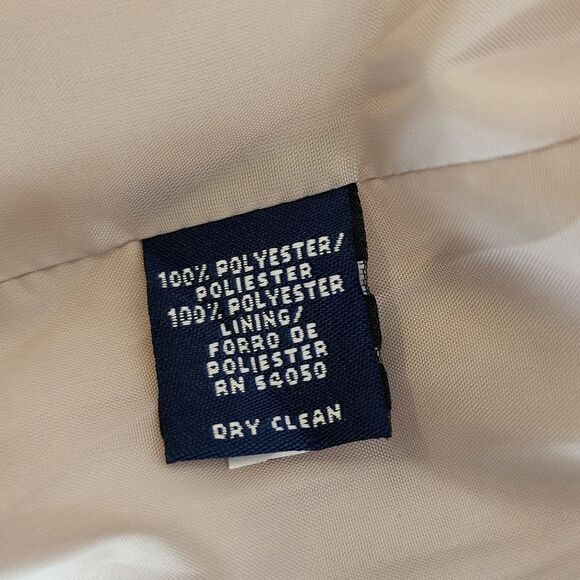 100% POLYESTER/
POLIESTER
100% POLYESTER
LINING/
FORRO DE
POLIESTER
RN 54050
DRY CLEAN